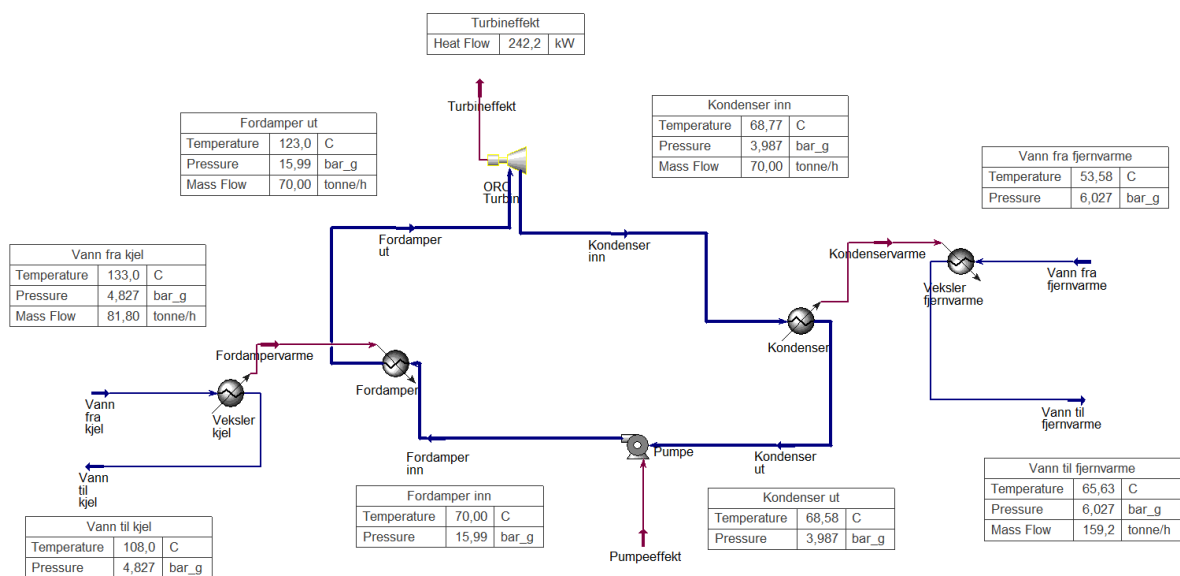 Turbineffekt
Heat Flow 242,2 kW
Turbineffekt
Fordamper ut
Temperature 123,0 C
Pressure 15,99 bar_g
Mass Flow 70,00 tonne/h
Kondenser inn
Temperature 68,77 C
Pressure 3,987 bar_g
Mass Flow 70,00 tonne/h
Vann fra fjernvarme
Temperature 53,58 C
Pressure 6,027 bar_g
ORC
Turbin
Fordamper
ut
Kondenser
inn
Kondenservarme
Veksler
fjernvarme
Vann fra
fjernvarme
Vann fra kjel
Temperature 133,0 C
Pressure 4,827 bar_g
Mass Flow 81,80 tonne/h
Fordampervarme
Fordamper
Kondenser
Vann
fra
kjel
Veksler
kjel
Vann til
fjernvarme
Vann
til
kjel
Fordamper
inn
Pumpe
Kondenser
ut
Fordamper inn
Temperature 70,00 C
Pressure 15,99 bar_g
Kondenser ut
Temperature 68,58 C
Pressure 3,987 bar_g
Vann til fjernvarme
Temperature 65,63 C
Pressure 6,027 bar_g
Mass Flow 159,2 tonne/h
Vann til kjel
Temperature 108,0 C
Pressure 4,827 bar_g
Pumpeeffekt